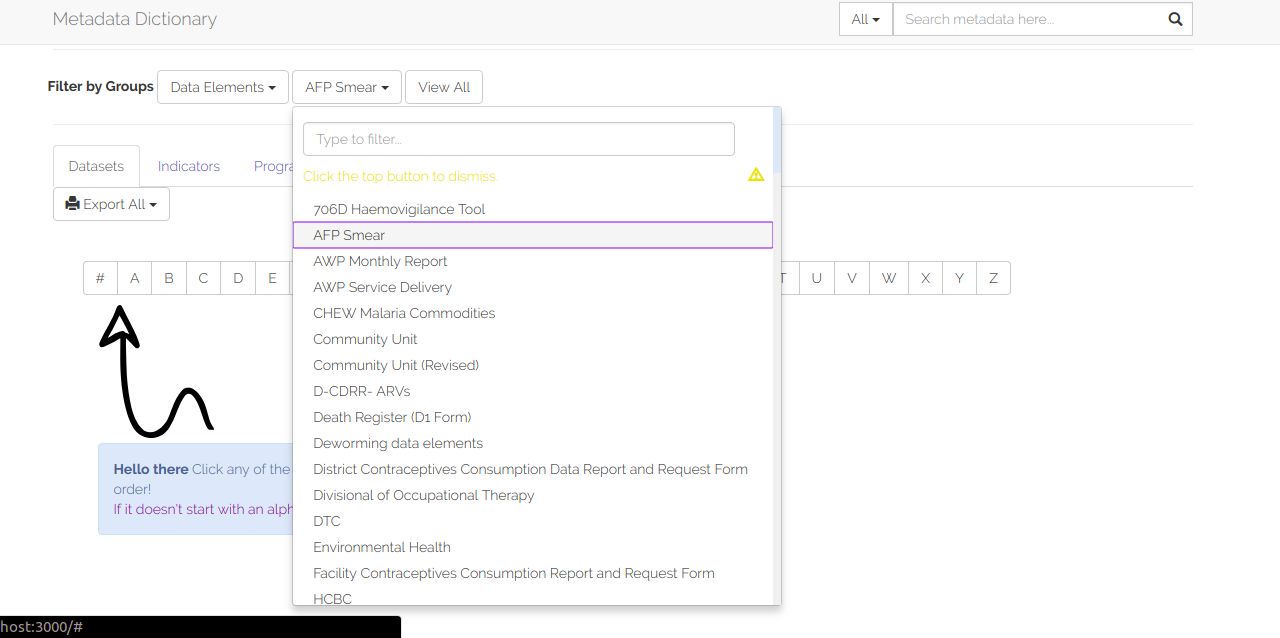 Metadata Dictionary
All
Search metadata here...
Filter by Groups
Data Elements
AFP Smear
View All
Type to filter...
Datasets
Indicators
Progra
Click the top button to dismiss.
Export All
706D Haemovigilance Tool
AFP Smear
AWP Monthly Report
# A B C D E T U V W X Y Z
AWP Service Delivery
CHEW Malaria Commodities
Community Unit
Community Unit (Revised)
D-CDRR- ARVs
Death Register (D1 Form)
Deworming data elements
District Contraceptives Consumption Data Report and Request Form
Divisional of Occupational Therapy
DTC
Environmental Health
Facility Contraceptives Consumption Report and Request Form
HCBC
Hello there Click any of the
order!
If it doesn't start with an alph
host:3000/#